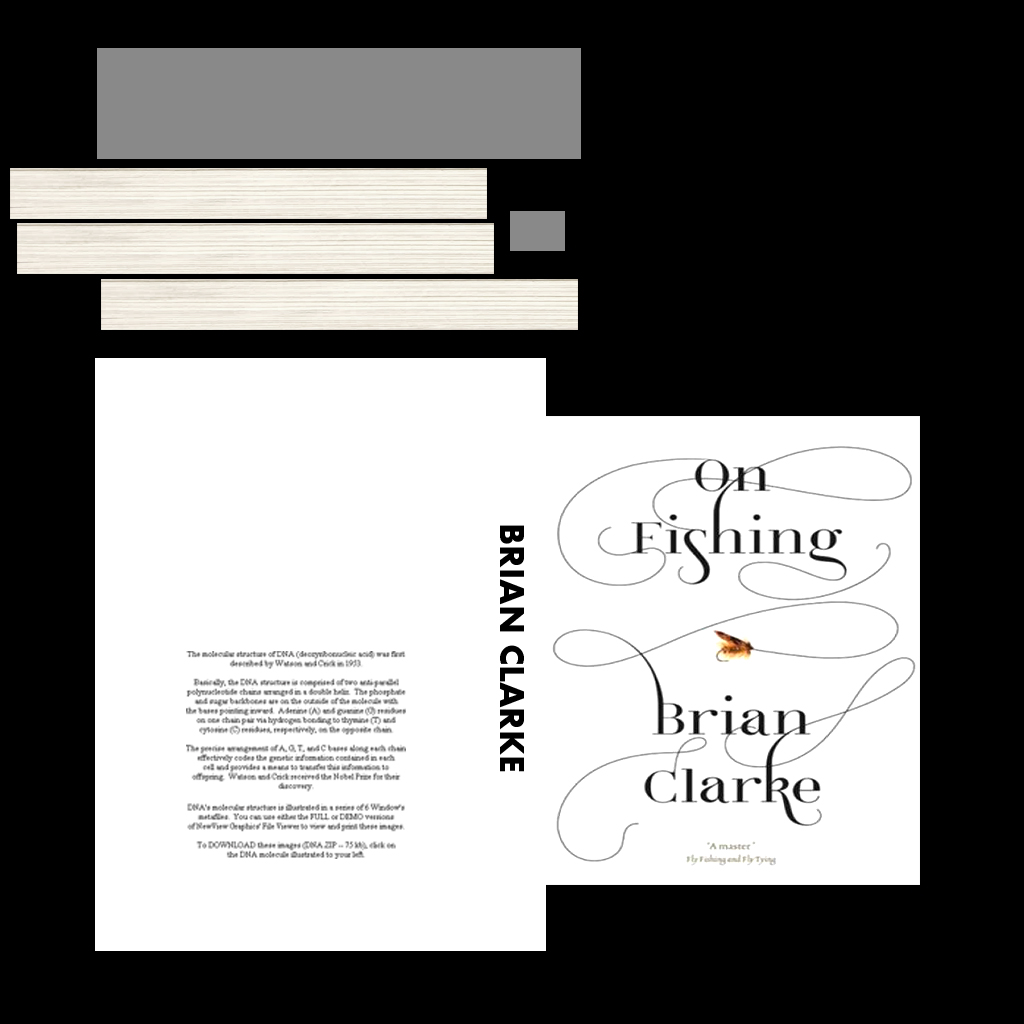 The molecular structure of DNA (deoxyribonucleic acid) was first
described by Watson and Crick in 1953.
Basically, the DNA structure is comprised of two anti-parallel
polynucleotide chains arranged in a double helix. The phosphate
and sugar backbones are on the outside of the molecule with
the bases pointing inward. Adenine (A) and guanine (G) residues
on one chain pair via hydrogen bonding to thymine (T) and
cytosine (C) residues, respectively, on the opposite chain.
The precise arrangement of A, G, T, and C bases along each chain
effectively codes the genetic information contained in each
cell and provides a means to transfer this information to
offspring. Watson and Crick received the Nobel Prize for their
discovery.
DNA's molecular structure is illustrated in a series of 6 Window's
metafiles. You can use either the FULL or DEMO versions
of NewView Graphics' File Viewer to view and print these images.
To DOWNLOAD these images (DNA.ZIP -- 75 kb), click on
the DNA molecule illustrated to your left.
BRIAN CLARKE
On
Fishing
Brian
Clarke
"A master"
Fly Fishing and Fly Tying